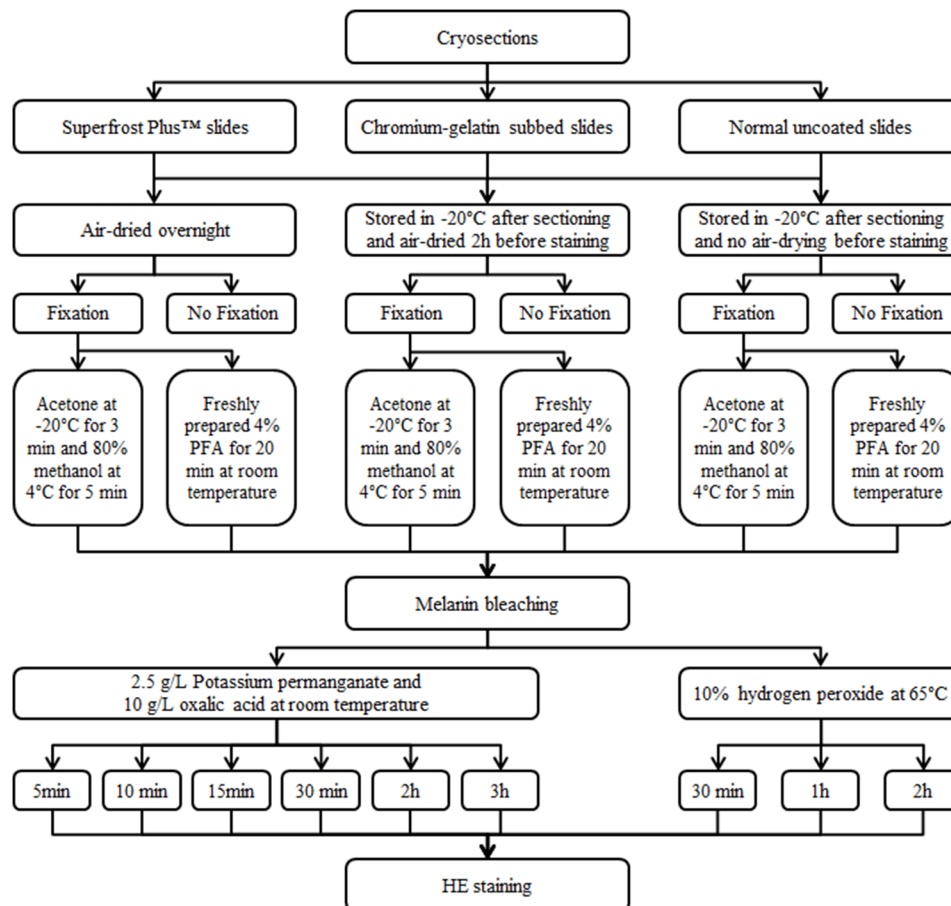 Cryosections
Superfrost Plus™ slides
Chromium-gelatin subbed slides
Normal uncoated slides
Air-dried overnight
Stored in -20°C after sectioning
and air-dried 2h before staining
Stored in -20°C after sectioning
and no air-drying before staining
Fixation
No Fixation
Fixation
No Fixation
Fixation
No Fixation
Acetone at
-20°C for 3
min and 80%
methanol at
4°C for 5 min
Freshly
prepared 4%
PFA for 20
min at room
temperature
Acetone at
-20°C for 3
min and 80%
methanol at
4°C for 5 min
Freshly
prepared 4%
PFA for 20
min at room
temperature
Acetone at
-20°C for 3
min and 80%
methanol at
4°C for 5 min
Freshly
prepared 4%
PFA for 20
min at room
temperature
Melanin bleaching
2.5 g/L Potassium permanganate and
10 g/L oxalic acid at room temperature
10% hydrogen peroxide at 65°C
5min
10 min
15min
30 min
2h
3h
30 min
1h
2h
HE staining